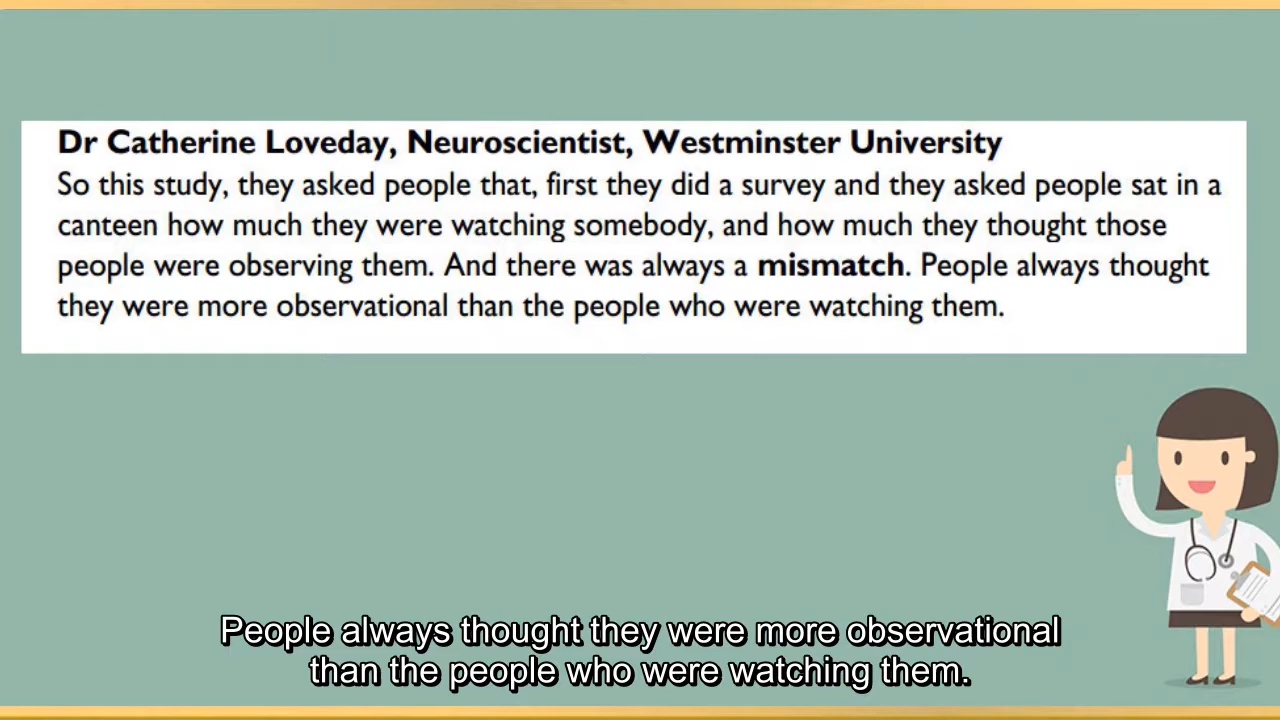 Dr Catherine Loveday, Neuroscientist, Westminster University
So this study, they asked people that, first they did a survey and they asked people sat in a
canteen how much they were watching somebody, and how much they thought those
people were observing them. And there was always a mismatch. People always thought
they were more observational than the people who were watching them.
People always thought they were more observational
than the people who were watching them.